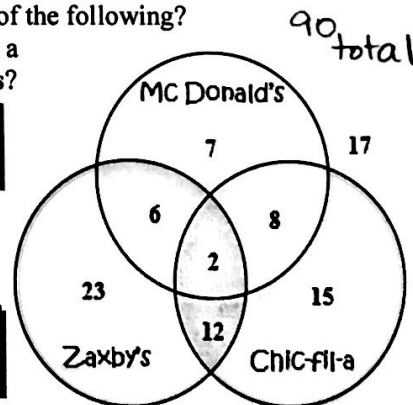 of the following?
a
s?
90
total
MC Donald's
7
17
6
8
2
23
15
12
Zaxby's
Chic-fil-a